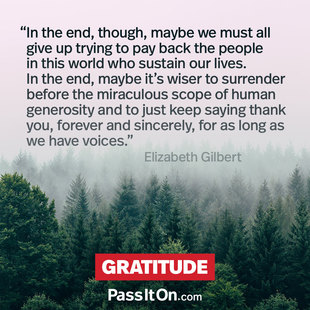 “In the end, though, maybe we must all
give up trying to pay back the people
in this world who sustain our lives.
In the end, maybe it’s wiser to surrender
before the miraculous scope of human
generosity and to just keep saying thank
you, forever and sincerely, for as long as
we have voices.”
Elizabeth Gilbert
GRATITUDE
PassItOn.com